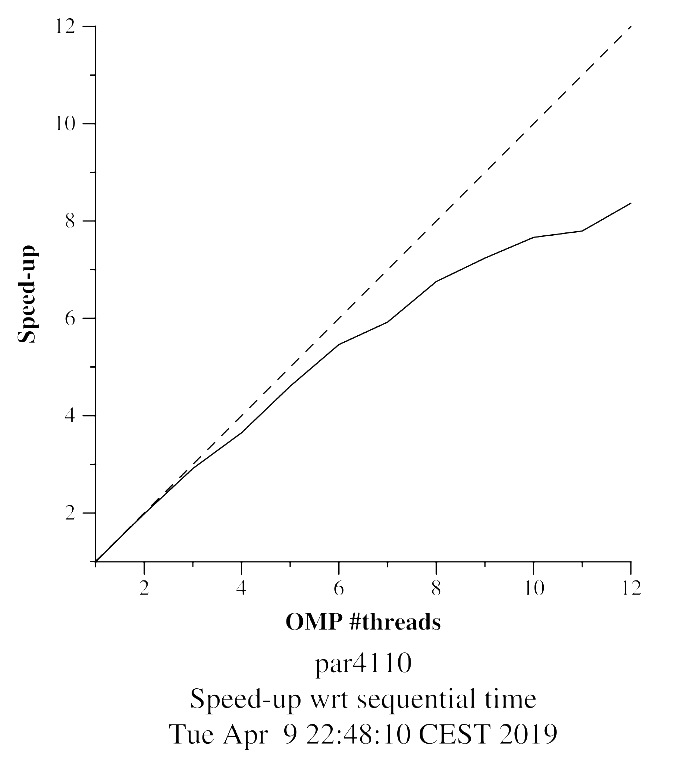 12
10
8
6
4
2
Speed-up
2 4 6 8 10 12
OMP #threads
par4110
Speed-up wrt sequential time
Tue Apr  9 22:48:10 CEST 2019